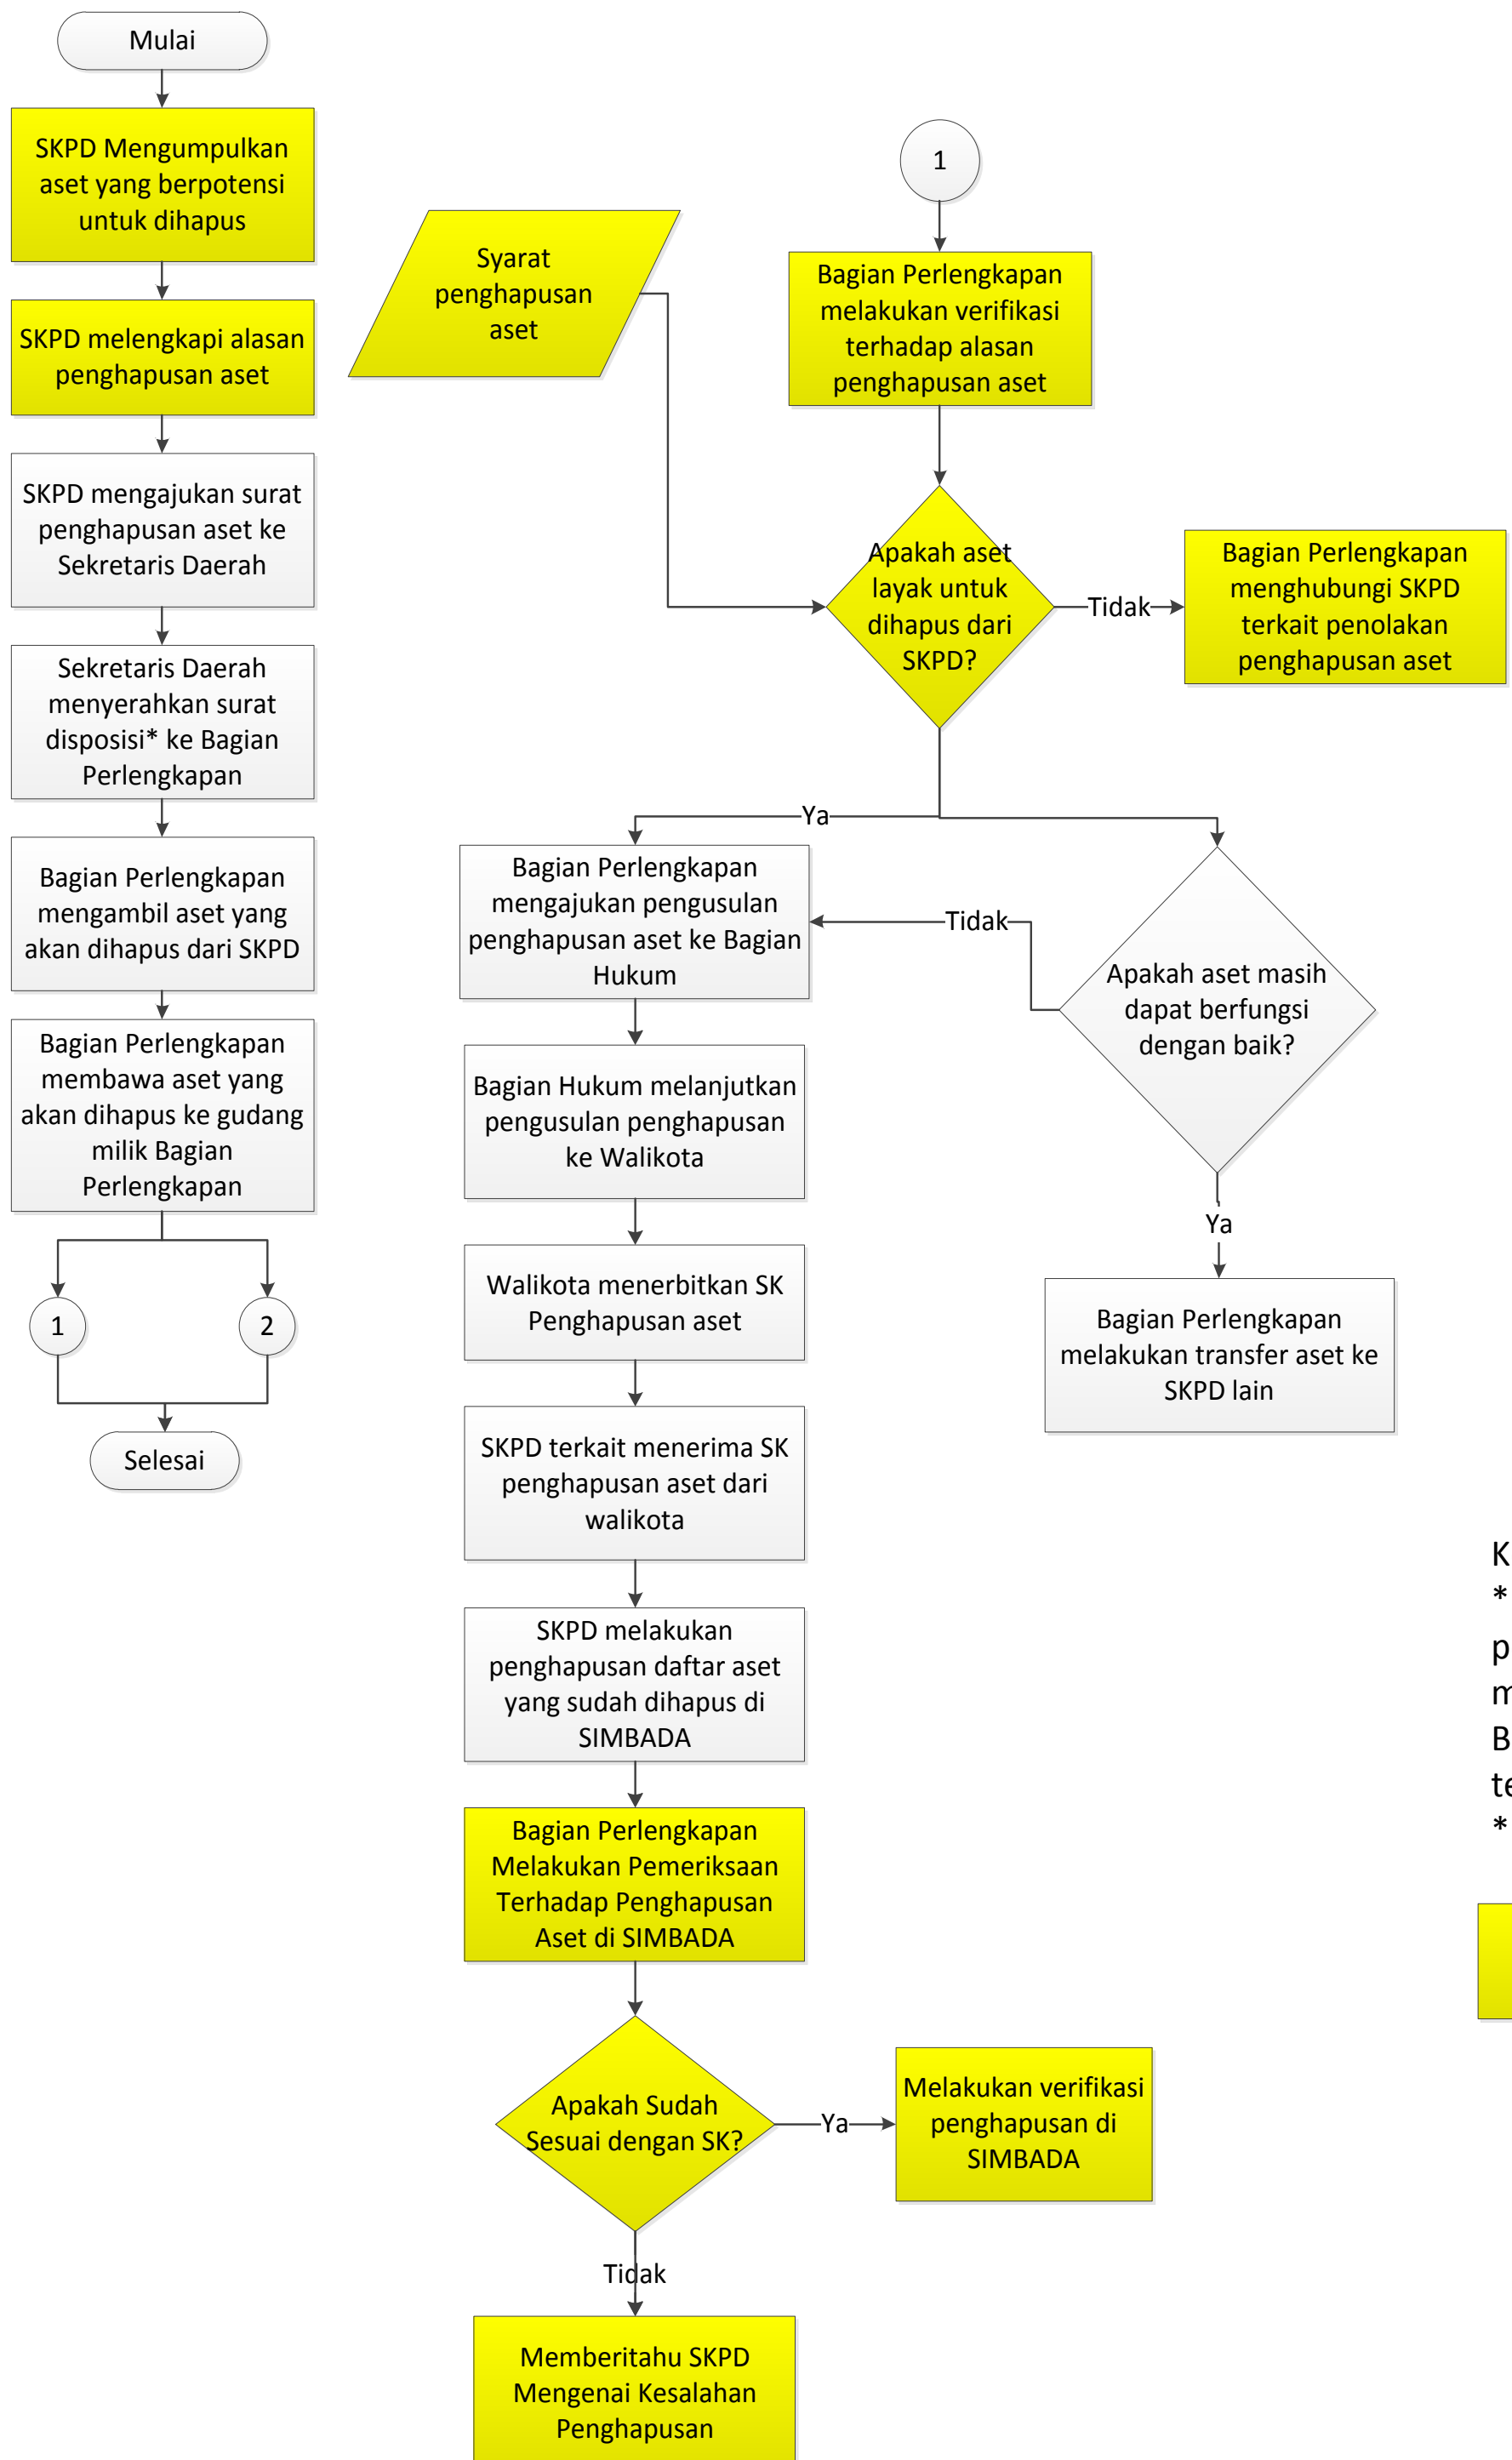 Mulai
SKPD Mengumpulkan
aset yang berpotensi
untuk dihapus
SKPD melengkapi alasan
penghapusan aset
SKPD mengajukan surat
penghapusan aset ke
Sekretaris Daerah
Sekretaris Daerah
menyerahkan surat
disposisi* ke Bagian
Perlengkapan
Bagian Perlengkapan
mengambil aset yang
akan dihapus dari SKPD
Bagian Perlengkapan
membawa aset yang
akan dihapus ke gudang
milik Bagian
Perlengkapan
1
2
Selesai
1
Syarat
penghapusan
aset
Bagian Perlengkapan
melakukan verifikasi
terhadap alasan
penghapusan aset
Apakah aset
layak untuk
dihapus dari
SKPD?
Tidak
Bagian Perlengkapan
menghubungi SKPD
terkait penolakan
penghapusan aset
Ya
Bagian Perlengkapan
mengajukan pengusulan
penghapusan aset ke Bagian
Hukum
Tidak
Apakah aset masih
dapat berfungsi
dengan baik?
Ya
Bagian Perlengkapan
melakukan transfer aset ke
SKPD lain
Bagian Hukum melanjutkan
pengusulan penghapusan
ke Walikota
Walikota menerbitkan SK
Penghapusan aset
SKPD terkait menerima SK
penghapusan aset dari
walikota
SKPD melakukan
penghapusan daftar aset
yang sudah dihapus di
SIMBADA
Bagian Perlengkapan
Melakukan Pemeriksaan
Terhadap Penghapusan
Aset di SIMBADA
Apakah Sudah
Sesuai dengan SK?
Ya
Melakukan verifikasi
penghapusan di
SIMBADA
Tidak
Memberitahu SKPD
Mengenai Kesalahan
Penghapusan
K
*
p
m
B
te
*